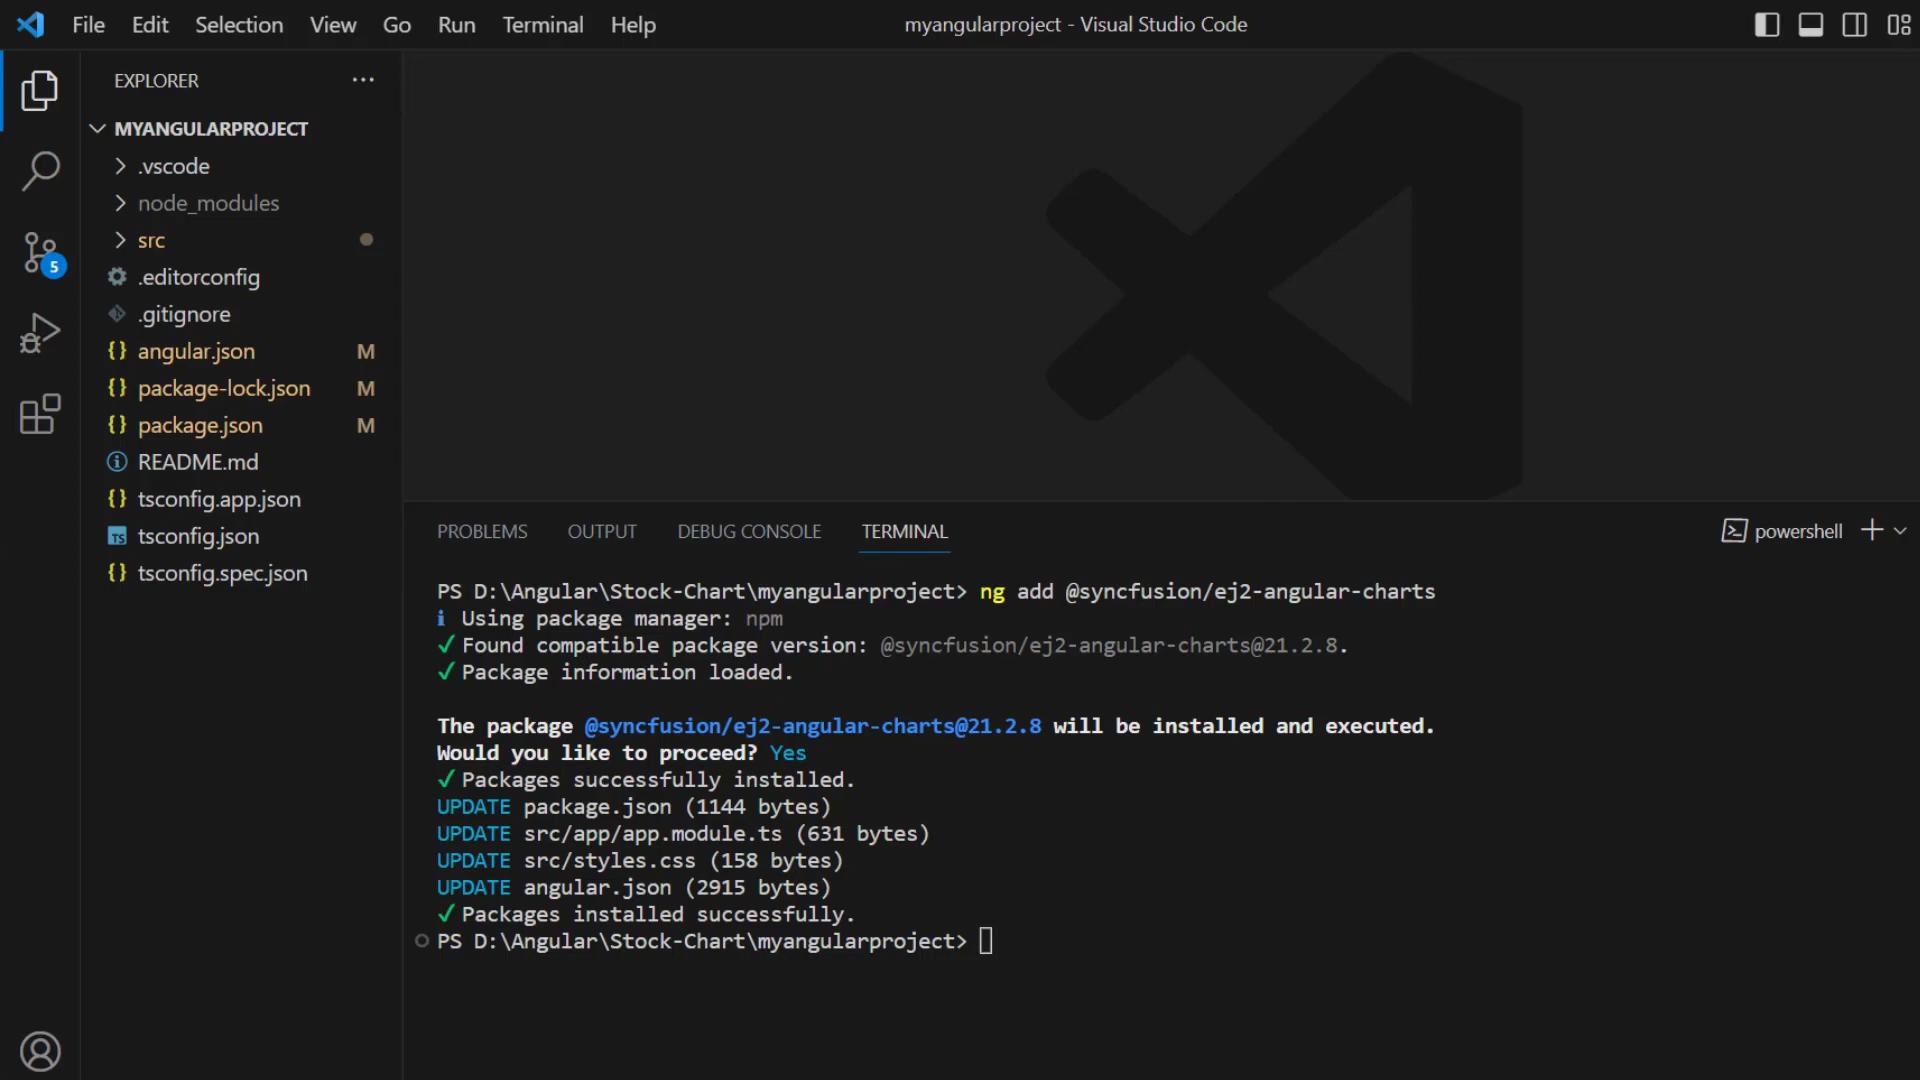 File Edit Selection View Go Run Terminal Help
myangularproject - Visual Studio Code
EXPLORER
MYANGULARPROJECT
.vscode
node_modules
src
.editorconfig
.gitignore
angular.json M
package-lock.json M
package.json M
README.md
TS tsconfig.app.json
tsconfig.json
tsconfig.spec.json
5
PROBLEMS OUTPUT DEBUG CONSOLE TERMINAL
powershell
PS D:\Angular\Stock-Chart\myangularproject> ng add @syncfusion/ej2-angular-charts
i Using package manager: npm
✓ Found compatible package version: @syncfusion/ej2-angular-charts@21.2.8.
✓ Package information loaded.
The package @syncfusion/ej2-angular-charts@21.2.8 will be installed and executed.
Would you like to proceed? Yes
✓ Packages successfully installed.
UPDATE package.json (1144 bytes)
UPDATE src/app/app.module.ts (631 bytes)
UPDATE src/styles.css (158 bytes)
UPDATE angular.json (2915 bytes)
✓ Packages installed successfully.
PS D:\Angular\Stock-Chart\myangularproject>